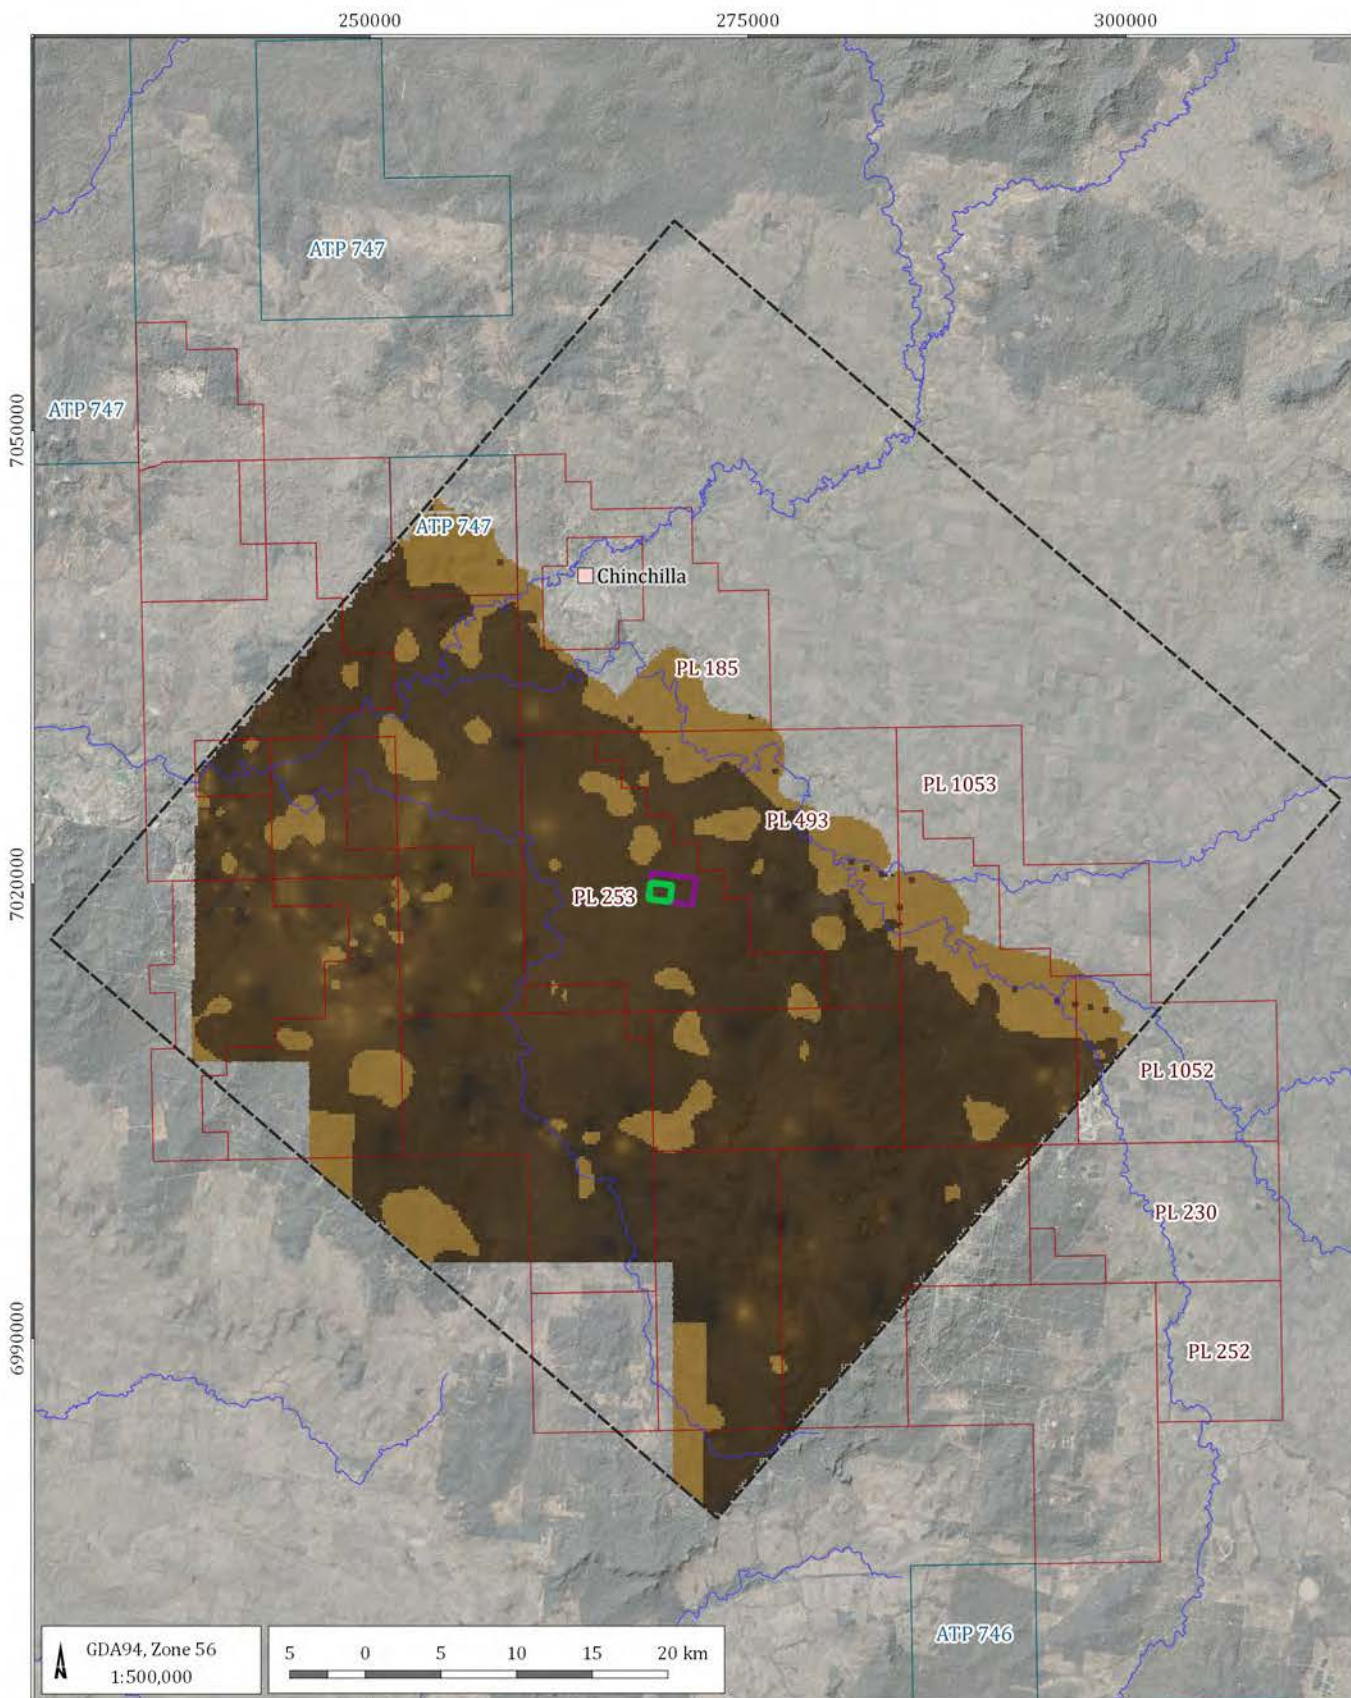 250000 275000 300000
ATP 747
ATP 747
7050000
ATP 747
Chinchilla
PL 185
PL 1053
PL 493
7020000
PL 253
PL 1052
PL 230
6990000
PL 252
ATP 746
GDA94, Zone 56
1:500,000
N
5 0 5 10 15 20 km